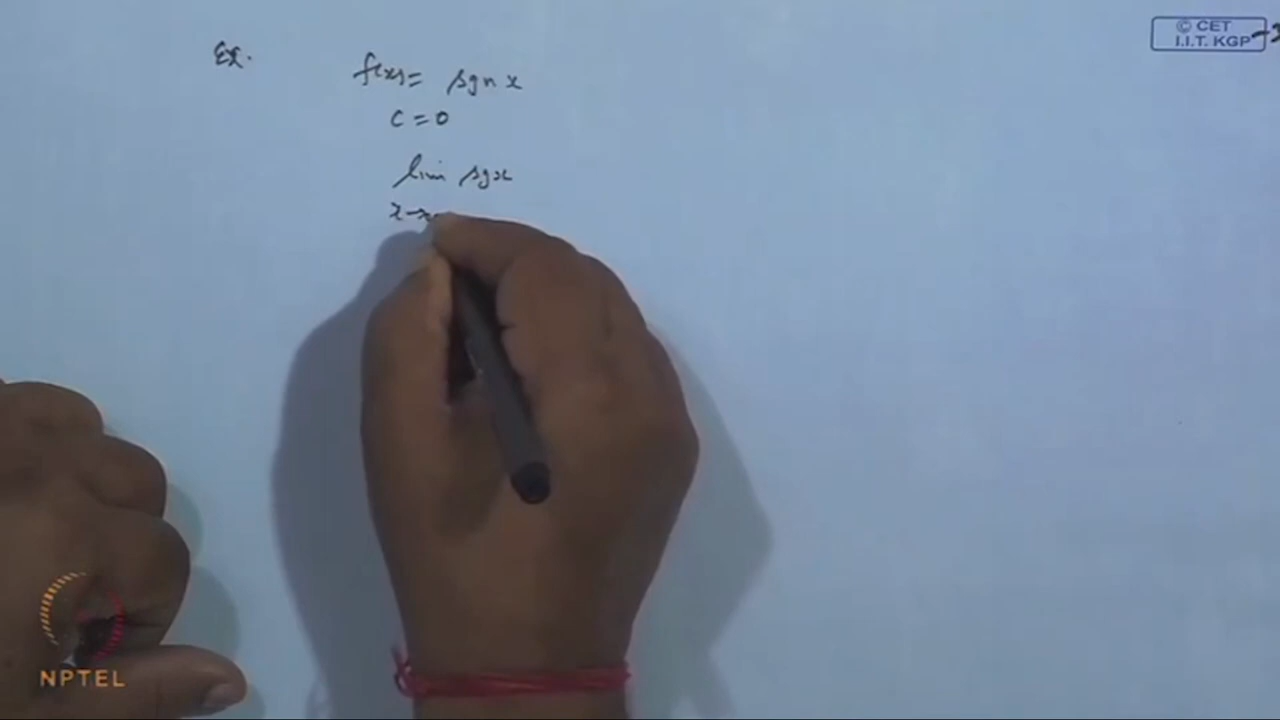 Ex. f(x) = sgn x
c = 0
lim sgx
x→
© CET
I.I.T. KGP
NPTEL